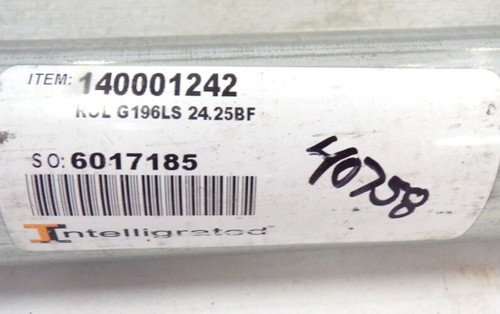 ITEM: 140001242
ROL G196LS 24.25BF
SO: 6017185
40758
Intelligrated